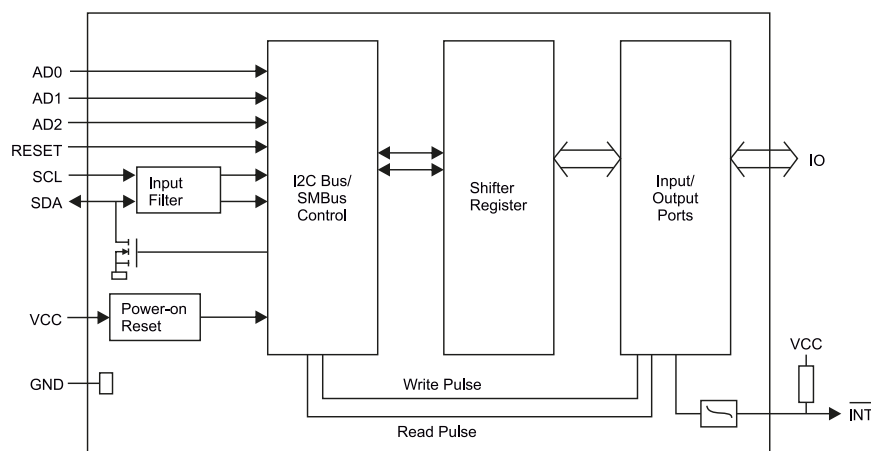 AD0
AD1
AD2
RESET
SCL
SDA
VCC
GND
Input
Filter
Power-on
Reset
I2C Bus/
SMBus
Control
Shifter
Register
Input/
Output
Ports
IO
Write Pulse
Read Pulse
VCC
INT